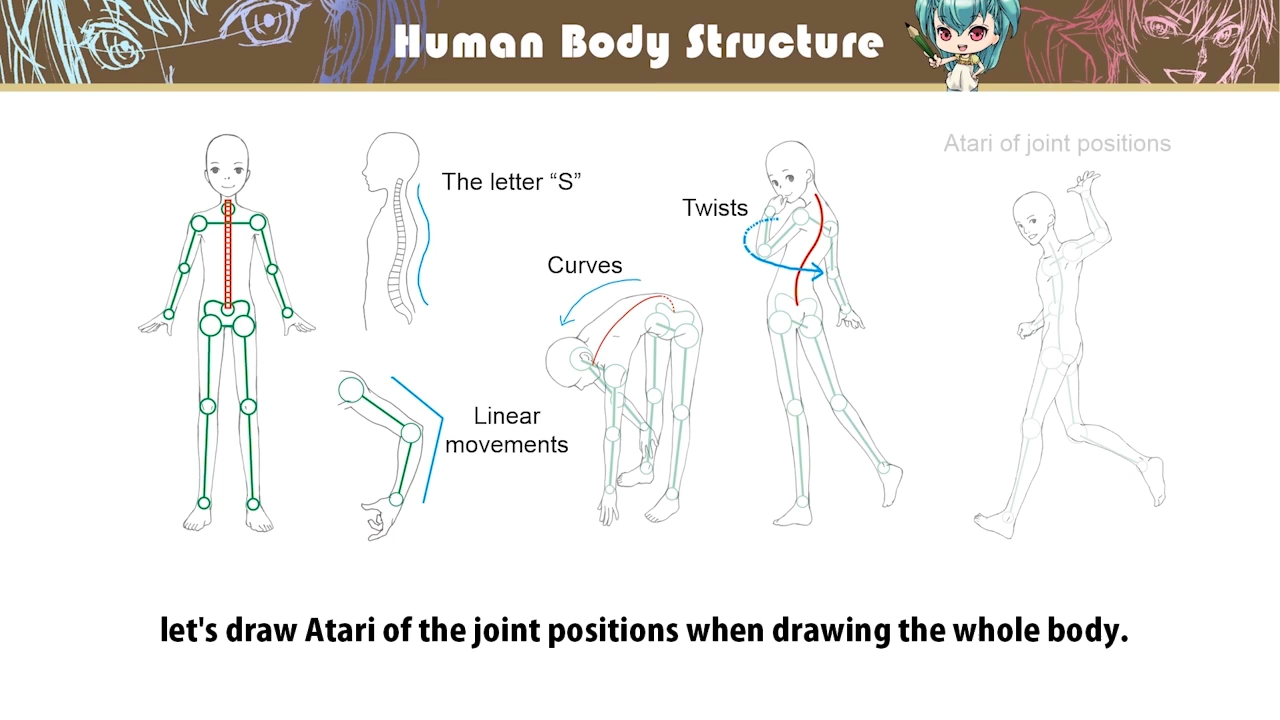 Human Body Structure
Atari of joint positions
The letter “S”
Twists
Curves
Linear
movements
let's draw Atari of the joint positions when drawing the whole body.